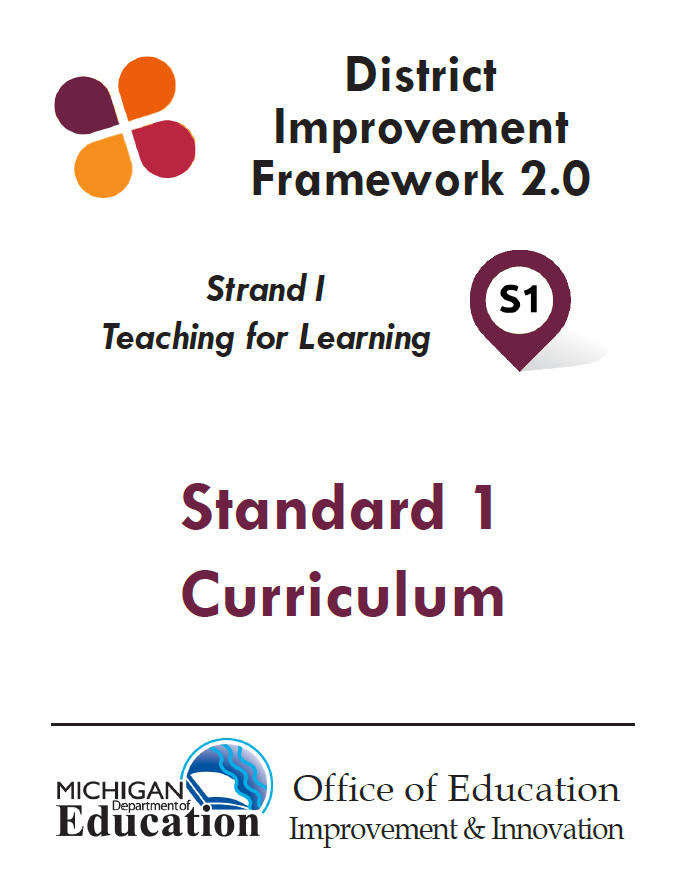 District
Improvement
Framework 2.0
Strand I
Teaching for Learning
S1
Standard 1
Curriculum
MICHIGAN
Department of
Education
Office of Education
Improvement & Innovation